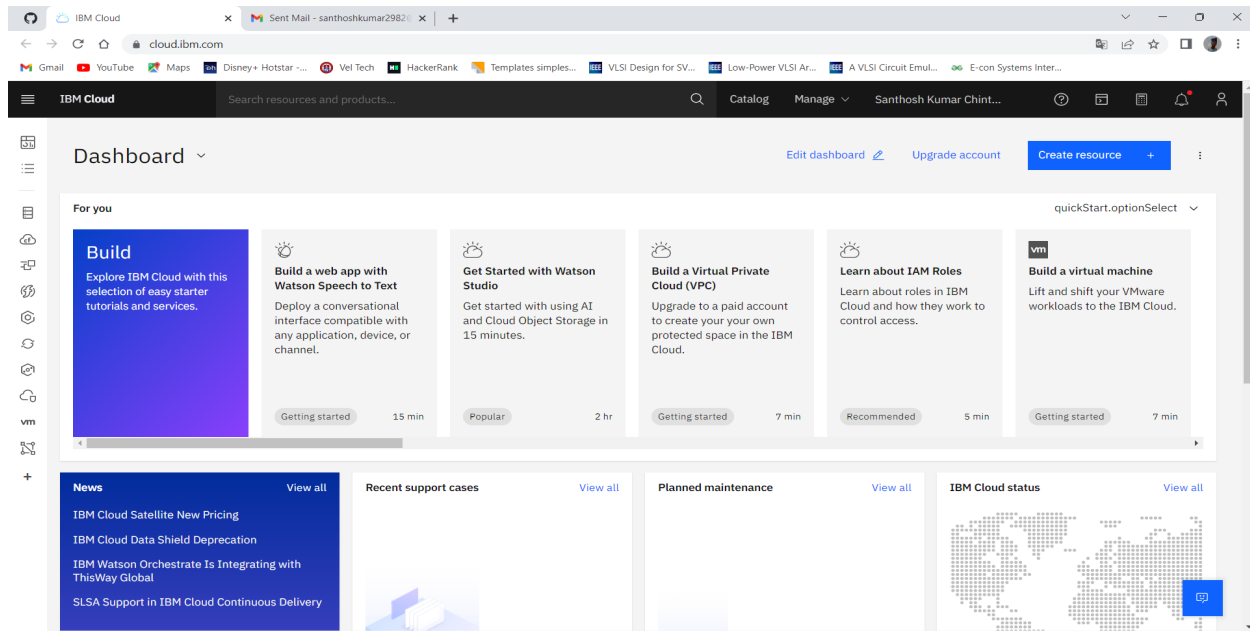 IBM Cloud
Sent Mail - santhoshkumar2982
cloud.ibm.com
Gmail YouTube Maps Disney+ Hotstar -... Vel Tech HackerRank Templates simples... VLSI Design for SV... Low-Power VLSI Ar... A VLSI Circuit Emul... E-con Systems Inter...
IBM Cloud Search resources and products... Catalog Manage Santhosh Kumar Chint...
Dashboard Edit dashboard Upgrade account Create resource +
For you quickStart.optionSelect
Build
Explore IBM Cloud with this
selection of easy starter
tutorials and services.
Build a web app with
Watson Speech to Text
Deploy a conversational
interface compatible with
any application, device, or
channel.
Getting started 15 min
Get Started with Watson
Studio
Get started with using AI
and Cloud Object Storage in
15 minutes.
Popular 2 hr
Build a Virtual Private
Cloud (VPC)
Upgrade to a paid account
to create your your own
protected space in the IBM
Cloud.
Getting started 7 min
Learn about IAM Roles
Learn about roles in IBM
Cloud and how they work to
control access.
Recommended 5 min
vm
Build a virtual machine
Lift and shift your VMware
workloads to the IBM Cloud.
Getting started 7 min
vm
News View all
IBM Cloud Satellite New Pricing
IBM Cloud Data Shield Deprecation
IBM Watson Orchestrate Is Integrating with
ThisWay Global
SLSA Support in IBM Cloud Continuous Delivery
Recent support cases View all
Planned maintenance View all
IBM Cloud status View all